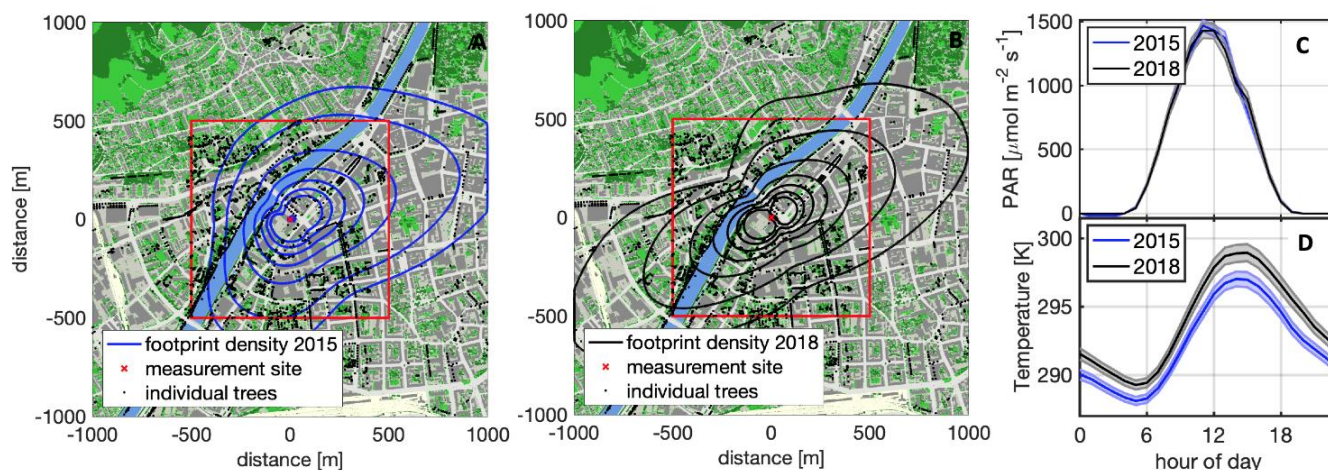 A
1000
500
0
-500
-1000
distance [m]
footprint density 2015
measurement site
individual trees
-1000 -500 0 500 1000
distance [m]
B
1000
500
0
-500
-1000
footprint density 2018
measurement site
individual trees
-1000 -500 0 500 1000
distance [m]
C
PAR [μmol m⁻² s⁻¹]
1500
1000
500
0
2015
2018
D
Temperature [K]
300
295
290
2015
2018
0 6 12 18
hour of day